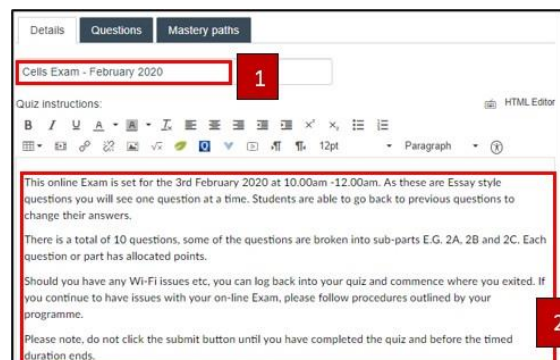 Details Questions Mastery paths
Cells Exam - February 2020
1
Quiz instructions: HTML Editor
B I U A A Ix x² x₂
12pt Paragraph
This online Exam is set for the 3rd February 2020 at 10.00am -12.00am. As these are Essay style
questions you will see one question at a time. Students are able to go back to previous questions to
change their answers.
There is a total of 10 questions, some of the questions are broken into sub-parts E.G. 2A, 2B and 2C. Each
question or part has allocated points.
Should you have any Wi-Fi issues etc, you can log back into your quiz and commence where you exited. If
you continue to have issues with your on-line Exam, please follow procedures outlined by your
programme.
2
Please note, do not click the submit button until you have completed the quiz and before the timed
duration ends.